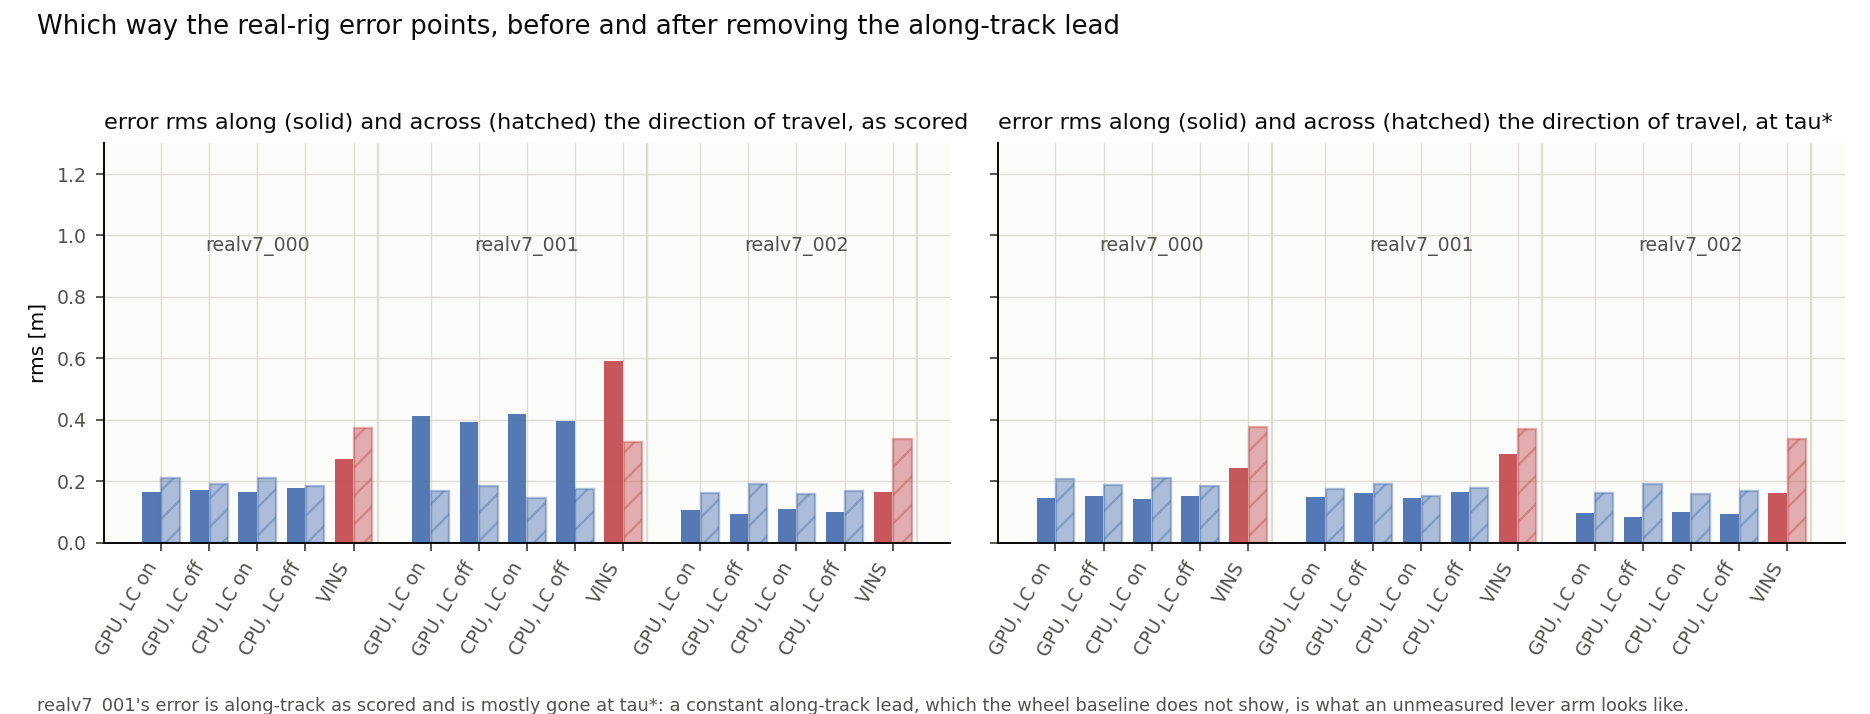 Which way the real-rig error points, before and after removing the along-track lead
error rms along (solid) and across (hatched) the direction of travel, as scored
error rms along (solid) and across (hatched) the direction of travel, at tau*
rms [m]
1.2
1.0
0.8
0.6
0.4
0.2
0.0
realv7_000
realv7_001
realv7_002
realv7_000
realv7_001
realv7_002
GPU, LC on
GPU, LC off
CPU, LC on
CPU, LC off
VINS
GPU, LC on
GPU, LC off
CPU, LC on
CPU, LC off
VINS
GPU, LC on
GPU, LC off
CPU, LC on
CPU, LC off
VINS
GPU, LC on
GPU, LC off
CPU, LC on
CPU, LC off
VINS
GPU, LC on
GPU, LC off
CPU, LC on
CPU, LC off
VINS
GPU, LC on
GPU, LC off
CPU, LC on
CPU, LC off
VINS
realv7_001's error is along-track as scored and is mostly gone at tau*: a constant along-track lead, which the wheel baseline does not show, is what an unmeasured lever arm looks like.